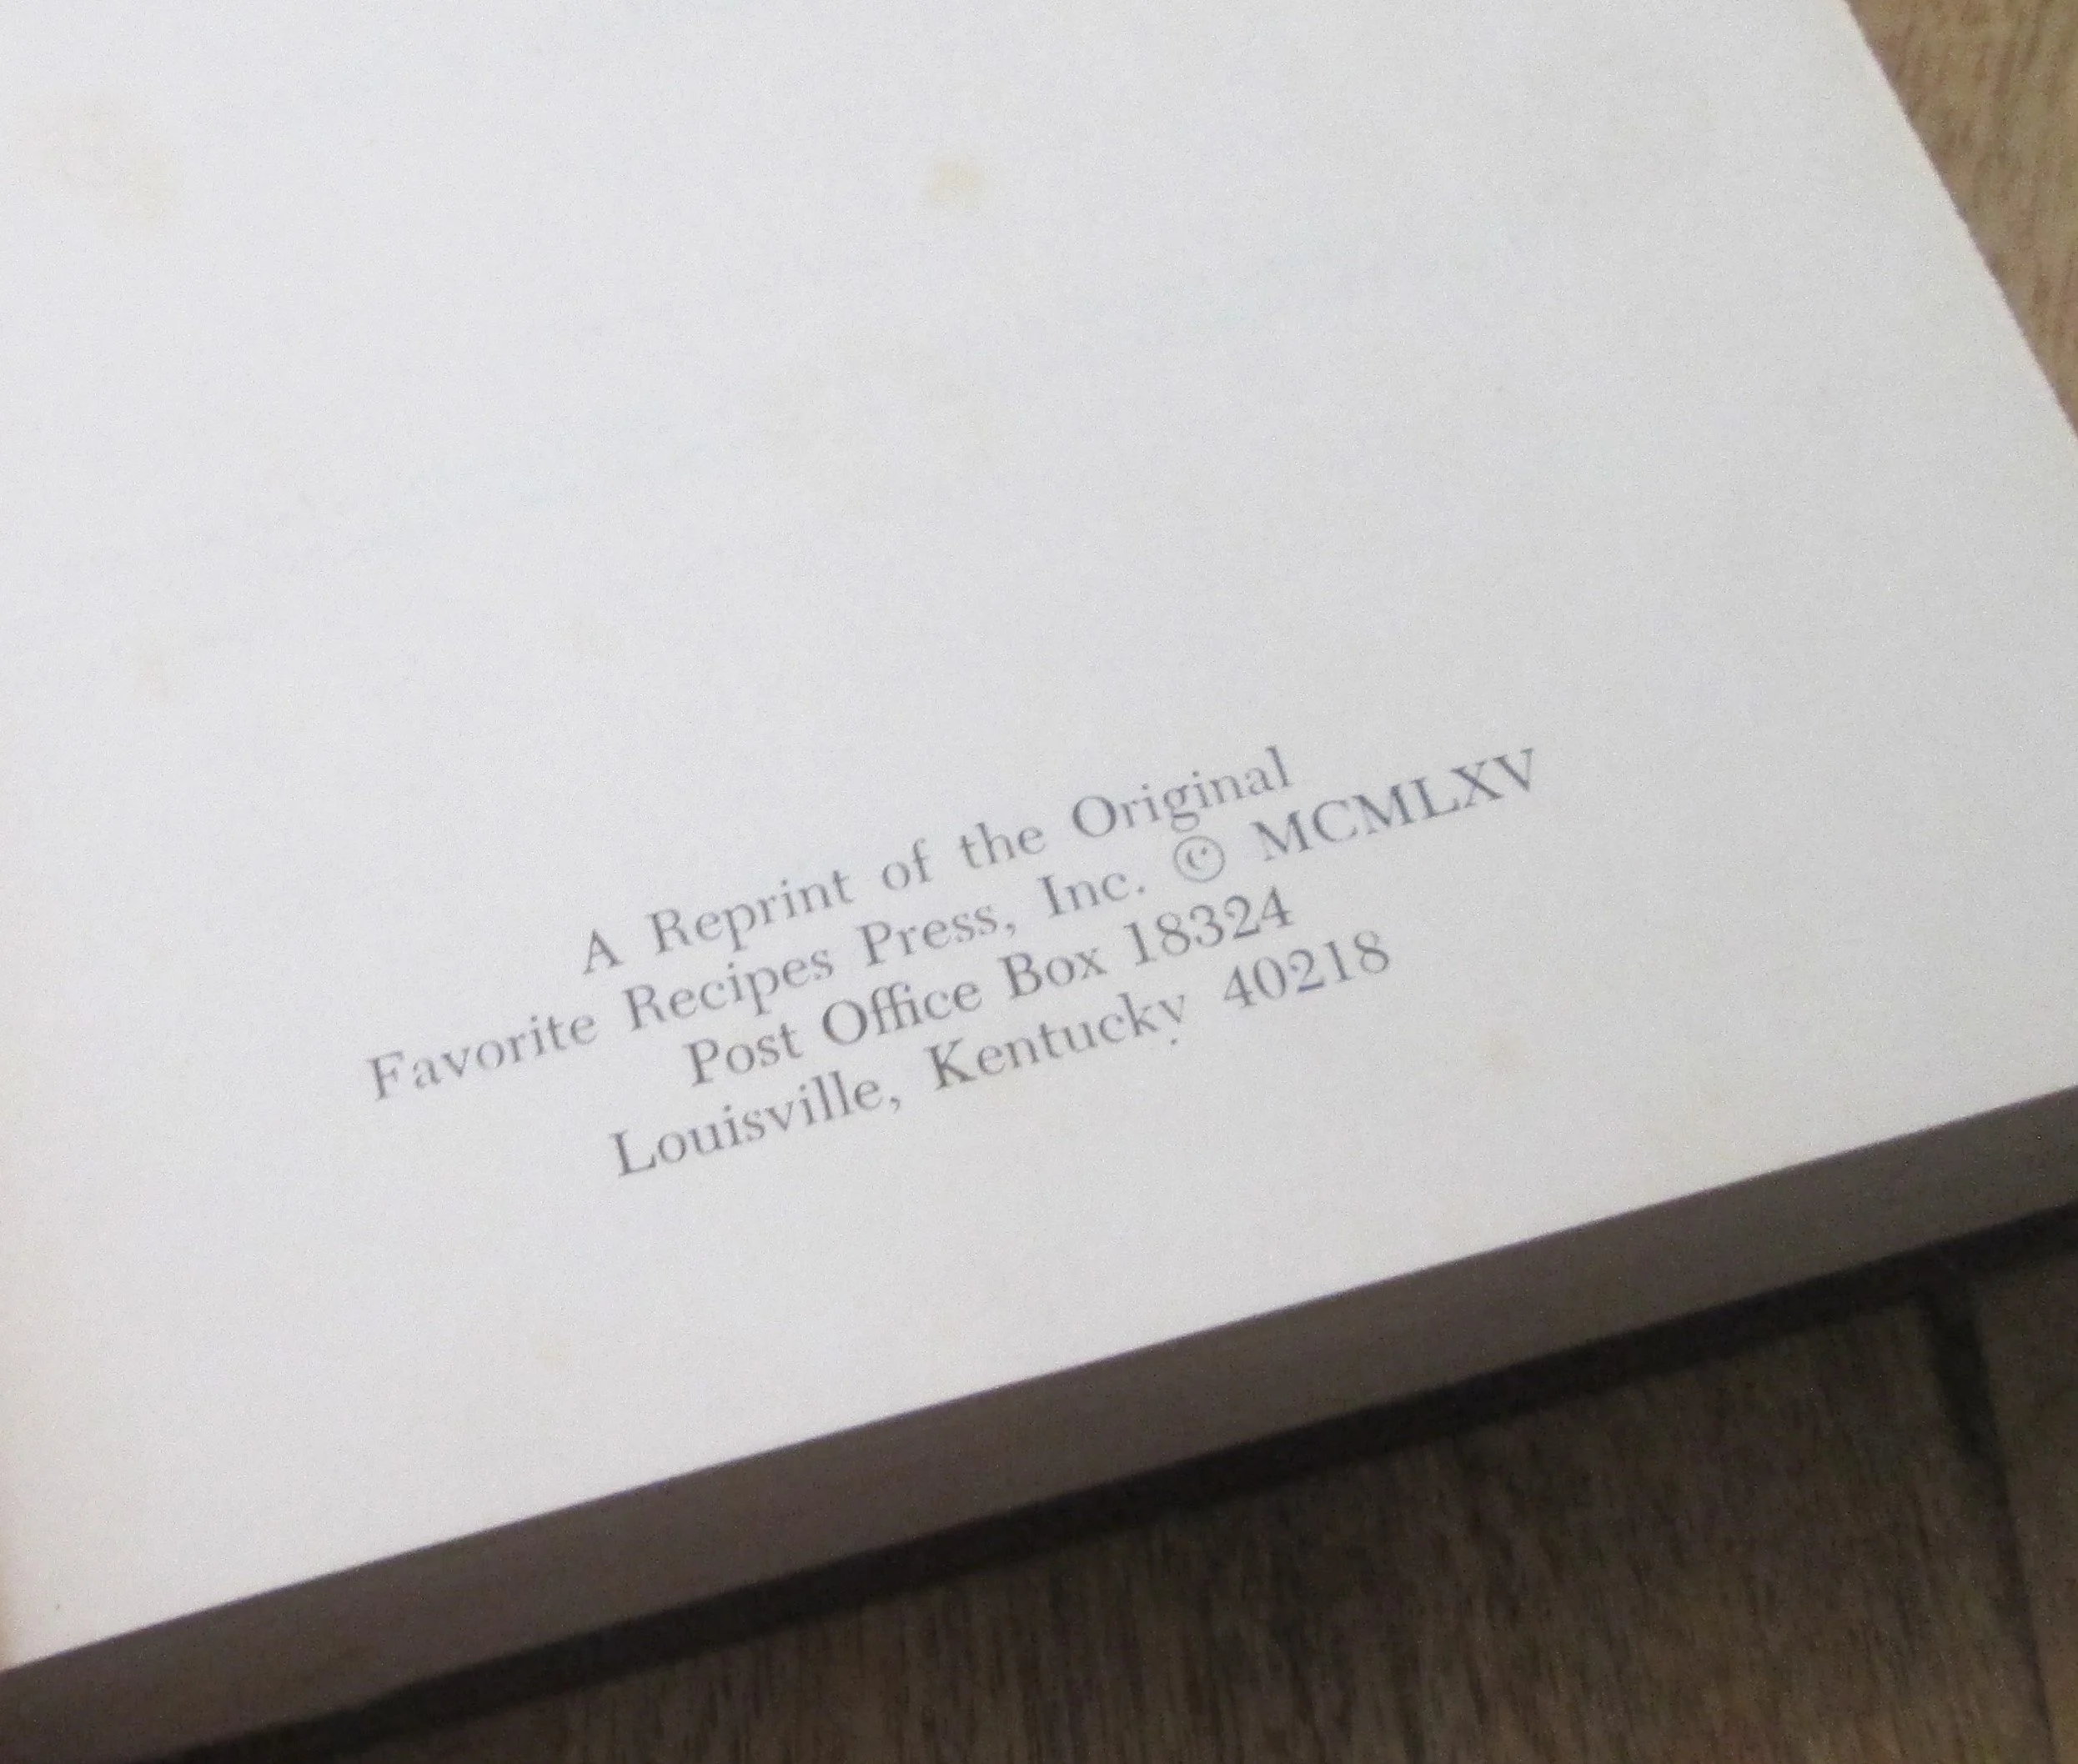 A Reprint of the Original
Favorite Recipes Press, Inc. © MCMLXV
Post Office Box 18324
Louisville, Kentucky 40218